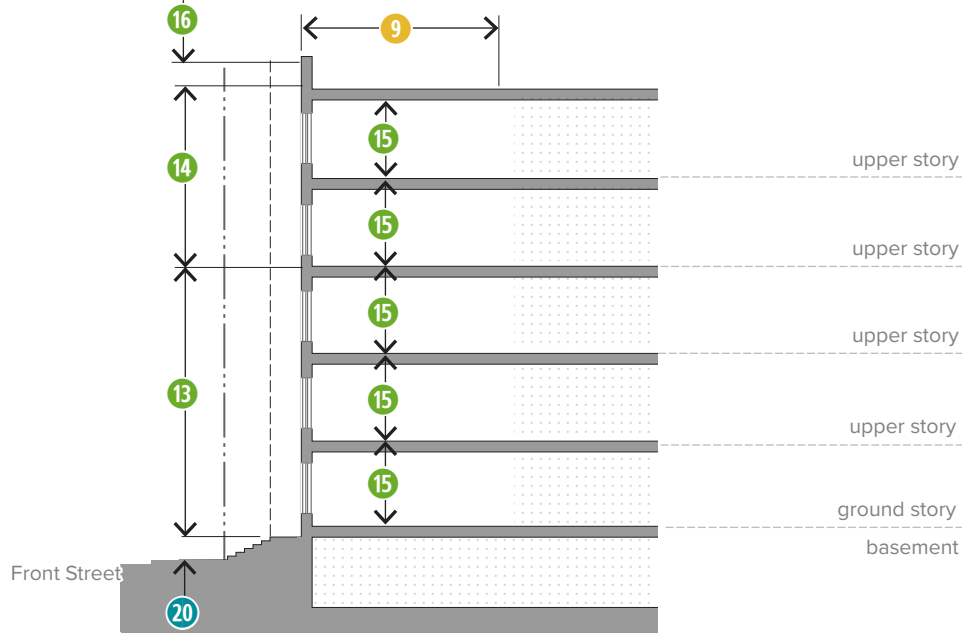 16
9
15
upper story
14
15
upper story
15
upper story
13
15
upper story
15
ground story
basement
Front Street
20